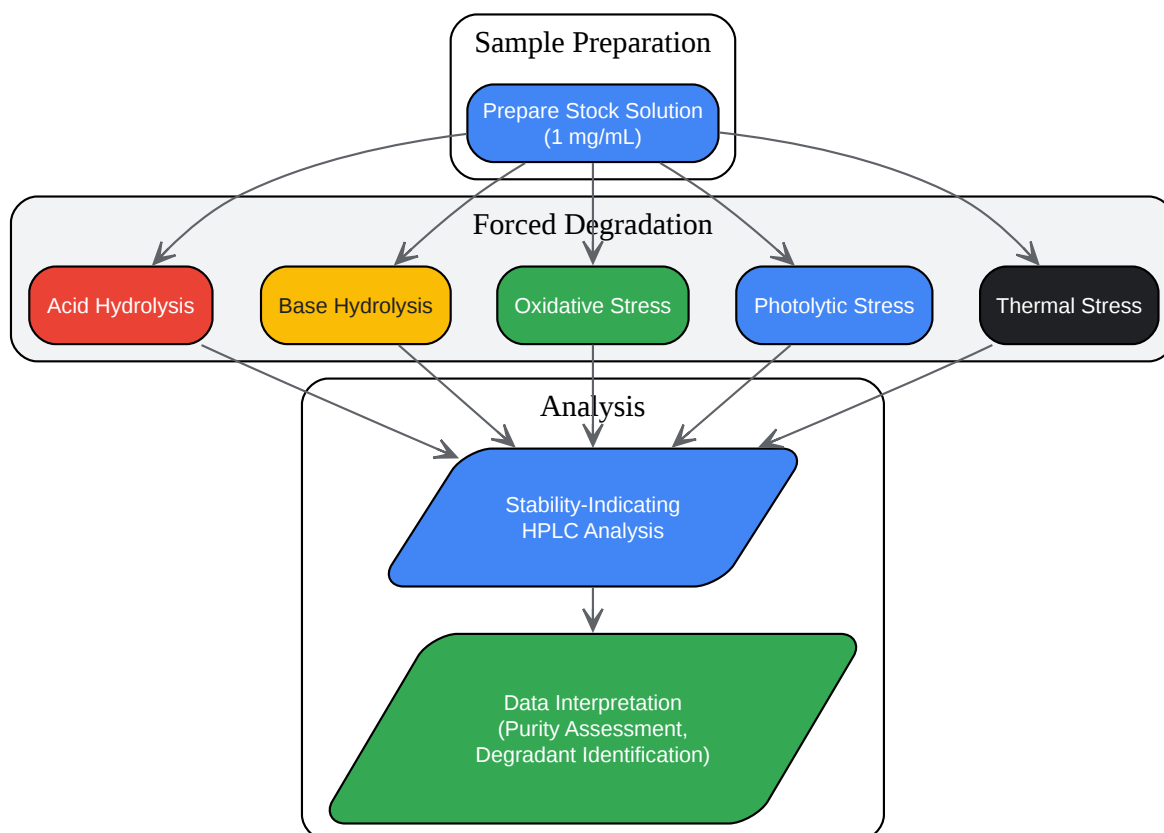 Sample Preparation
Prepare Stock Solution
(1 mg/mL)
Forced Degradation
Acid Hydrolysis
Base Hydrolysis
Oxidative Stress
Photolytic Stress
Thermal Stress
Analysis
Stability-Indicating
HPLC Analysis
Data Interpretation
(Purity Assessment,
Degradant Identification)